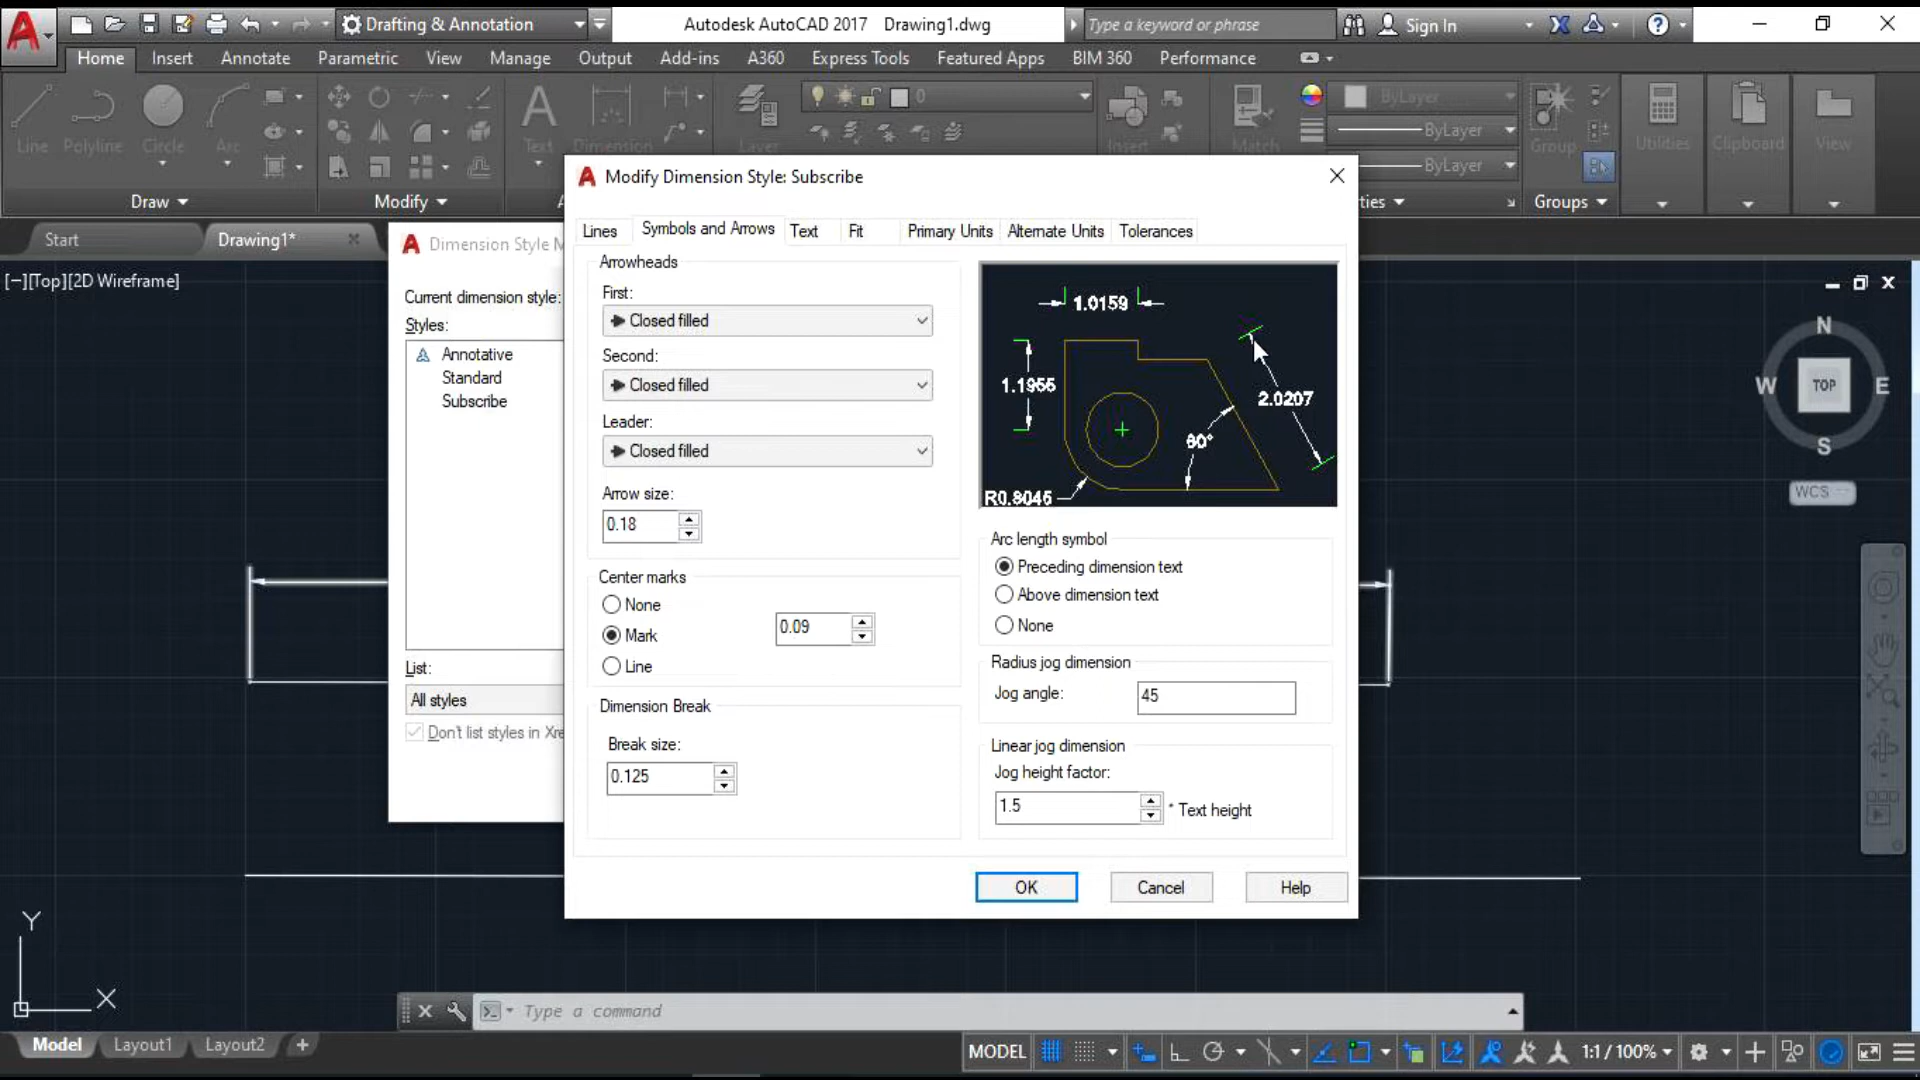 Drafting & Annotation
Autodesk AutoCAD 2017 Drawing1.dwg
Type a keyword or phrase
Sign In
Home Insert Annotate Parametric View Manage Output Add-ins A360 Express Tools Featured Apps BIM 360 Performance
0
ByLayer
ByLayer
ByLayer
Line Polyline Circle Arc
Text Dimension
Layer
Insert
Match
Group
Utilities
Clipboard
View
Draw
Modify
A
ties
Groups
Start
Drawing1*
[−][Top][2D Wireframe]
Dimension Style M
Current dimension style:
Styles:
Annotative
Standard
Subscribe
List:
All styles
Don't list styles in Xre
Modify Dimension Style: Subscribe
Lines Symbols and Arrows Text Fit Primary Units Alternate Units Tolerances
Arrowheads
First:
Closed filled
Second:
Closed filled
Leader:
Closed filled
Arrow size:
0.18
Center marks
None
Mark
Line
0.09
Dimension Break
Break size:
0.125
1.0159
1.1955
2.0207
60°
R0.8045
Arc length symbol
Preceding dimension text
Above dimension text
None
Radius jog dimension
Jog angle:
45
Linear jog dimension
Jog height factor:
1.5
* Text height
OK
Cancel
Help
N
W
TOP
E
S
WCS
Y
X
Type a command
Model Layout1 Layout2
MODEL
1:1 / 100%